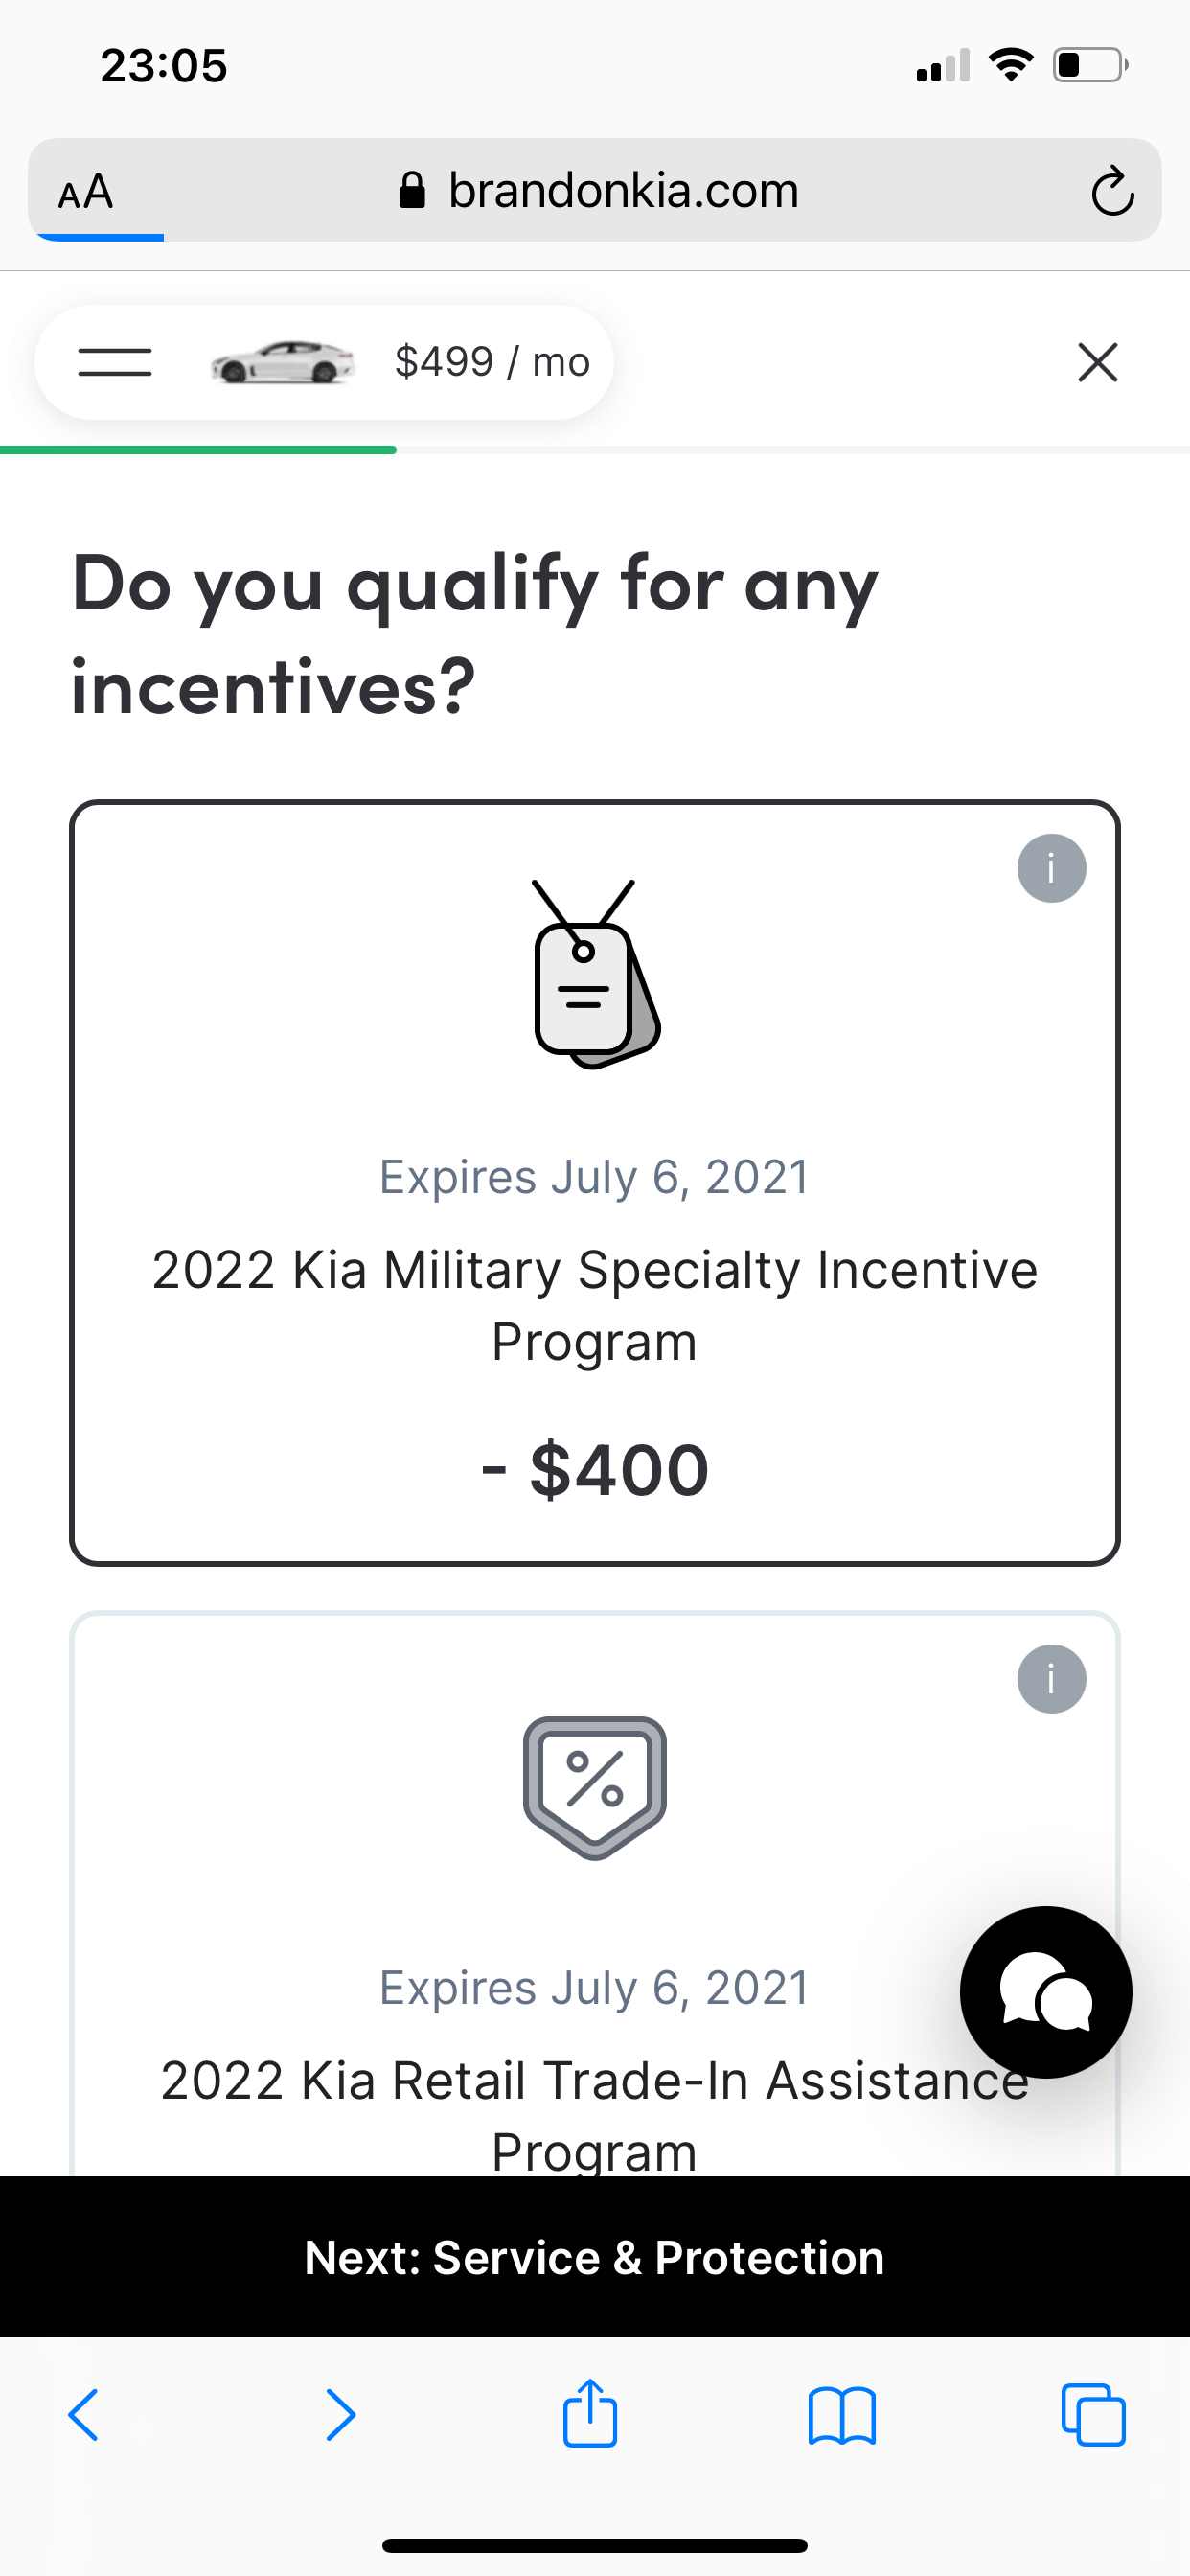 23:05
AA
brandonkia.com
$499 / mo
Do you qualify for any
incentives?
i
Expires July 6, 2021
2022 Kia Military Specialty Incentive
Program
- $400
i
%
Expires July 6, 2021
2022 Kia Retail Trade-In Assistance
Program
Next: Service & Protection